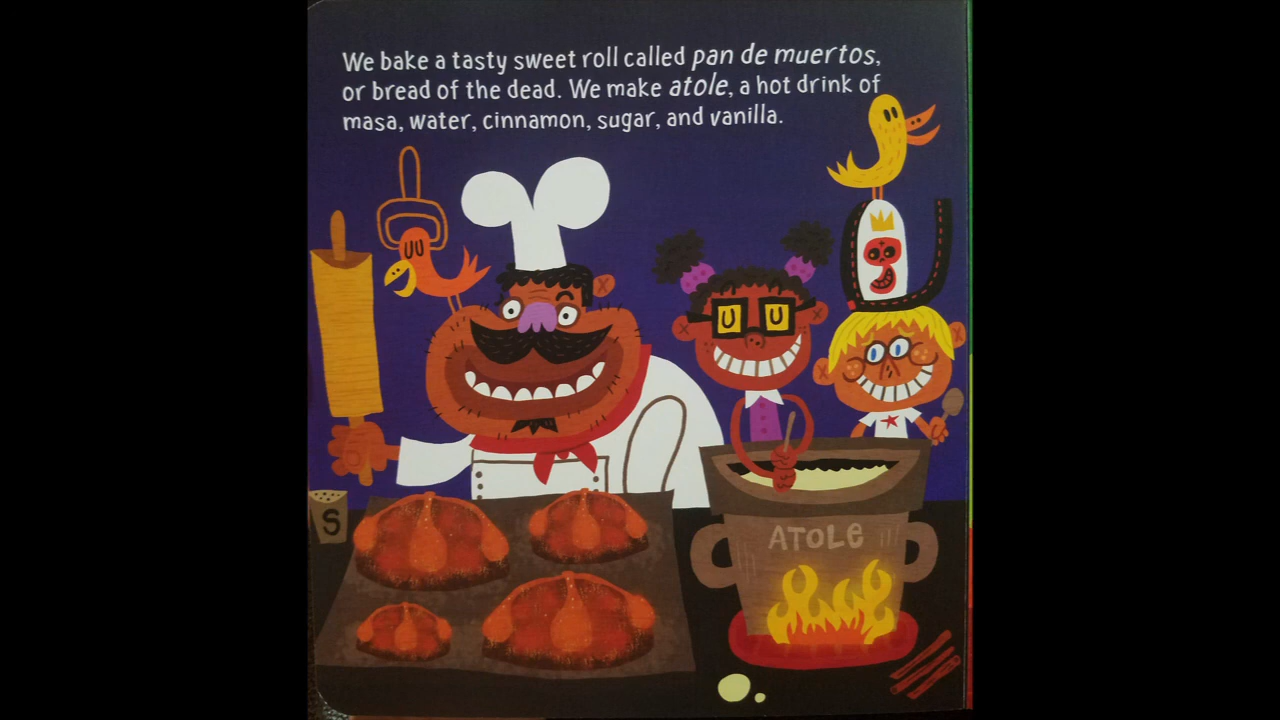 We bake a tasty sweet roll called pan de muertos,
or bread of the dead. We make atole, a hot drink of
masa, water, cinnamon, sugar, and vanilla.
S
ATOLE